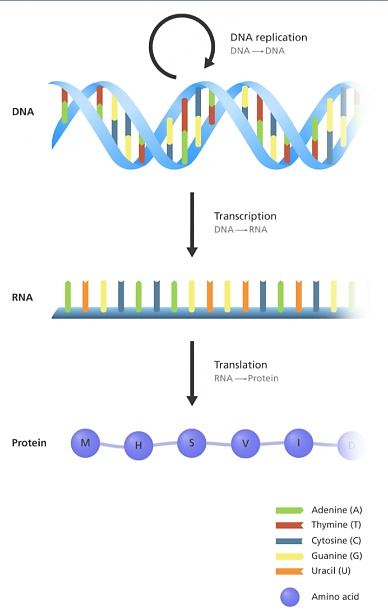 DNA replication
DNA → DNA
DNA
Transcription
DNA → RNA
RNA
Translation
RNA → Protein
Protein
M H S V I D
Adenine (A)
Thymine (T)
Cytosine (C)
Guanine (G)
Uracil (U)
Amino acid